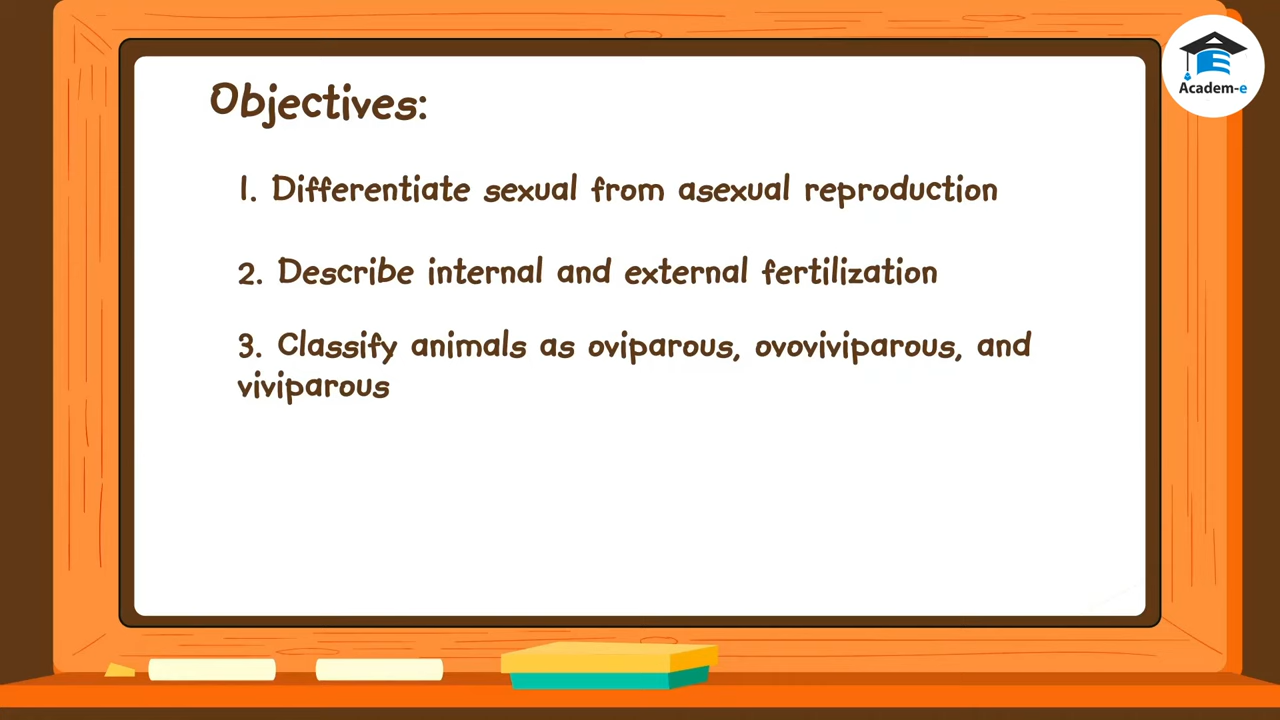 Objectives:
1. Differentiate sexual from asexual reproduction
2. Describe internal and external fertilization
3. Classify animals as oviparous, ovoviviparous, and
viviparous
Academ-e